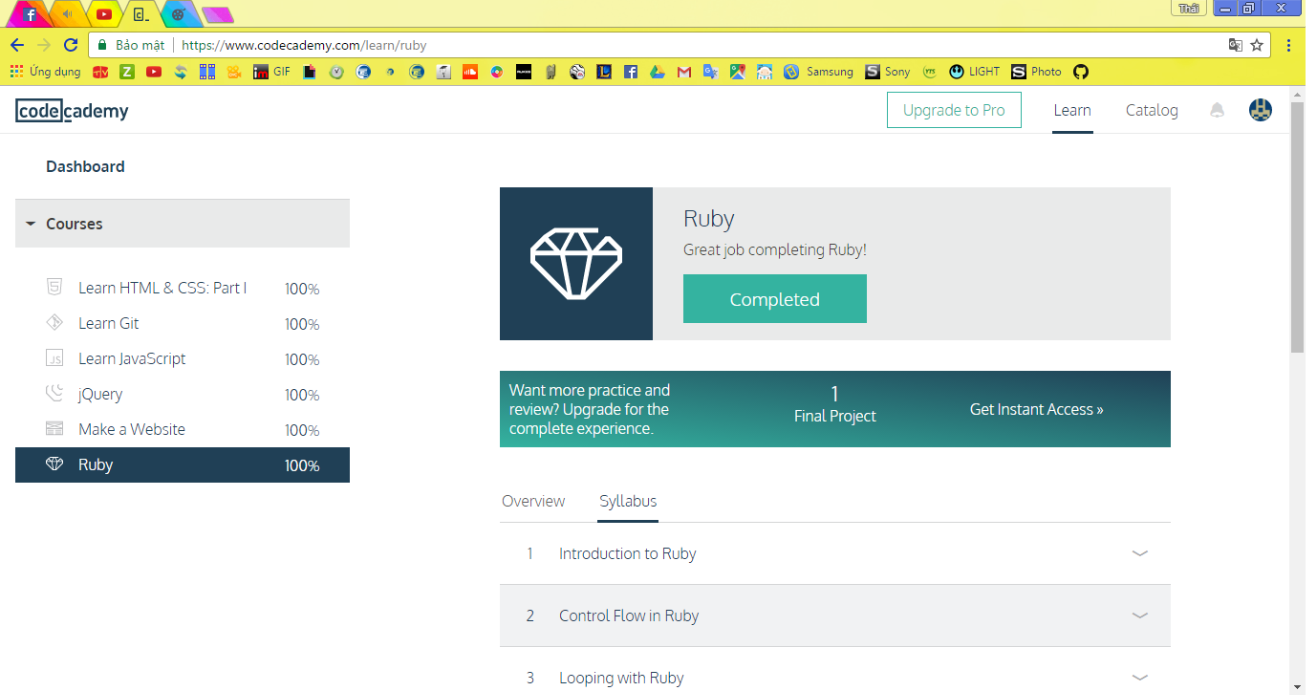 Thái
Bảo mật https://www.codecademy.com/learn/ruby
Ứng dụng GIF Samsung Sony LIGHT Photo
codecademy Upgrade to Pro Learn Catalog
Dashboard
Courses
Learn HTML & CSS: Part I 100%
Learn Git 100%
Learn JavaScript 100%
jQuery 100%
Make a Website 100%
Ruby 100%
Ruby
Great job completing Ruby!
Completed
Want more practice and
review? Upgrade for the
complete experience.
1
Final Project
Get Instant Access »
Overview Syllabus
1 Introduction to Ruby
2 Control Flow in Ruby
3 Looping with Ruby